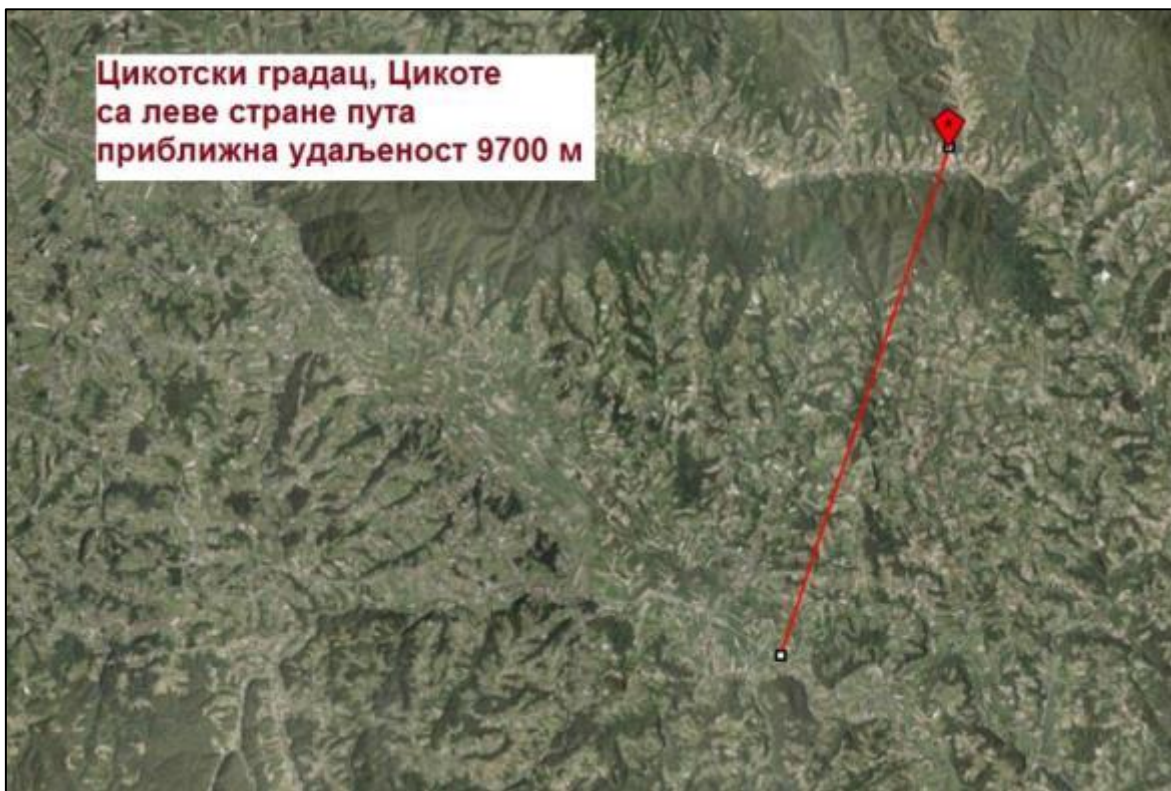 Цикотски градац, Цикоте
са леве стране пута
приближна удаљеност 9700 м